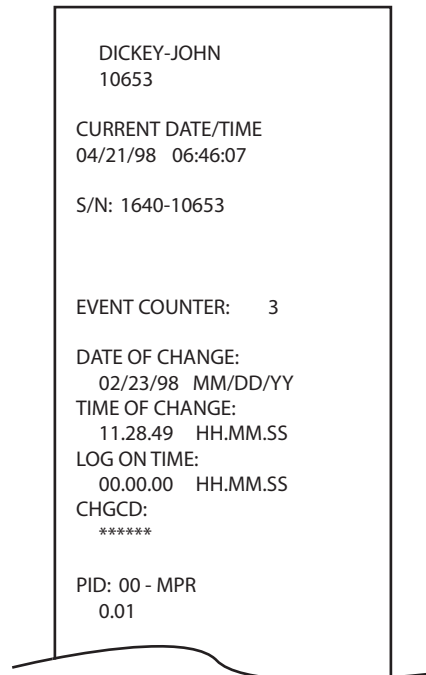 DICKEY-JOHN
10653
CURRENT DATE/TIME
04/21/98 06:46:07
S/N: 1640-10653
EVENT COUNTER: 3
DATE OF CHANGE:
02/23/98 MM/DD/YY
TIME OF CHANGE:
11.28.49 HH.MM.SS
LOG ON TIME:
00.00.00 HH.MM.SS
CHGCD:
******
PID: 00 - MPR
0.01